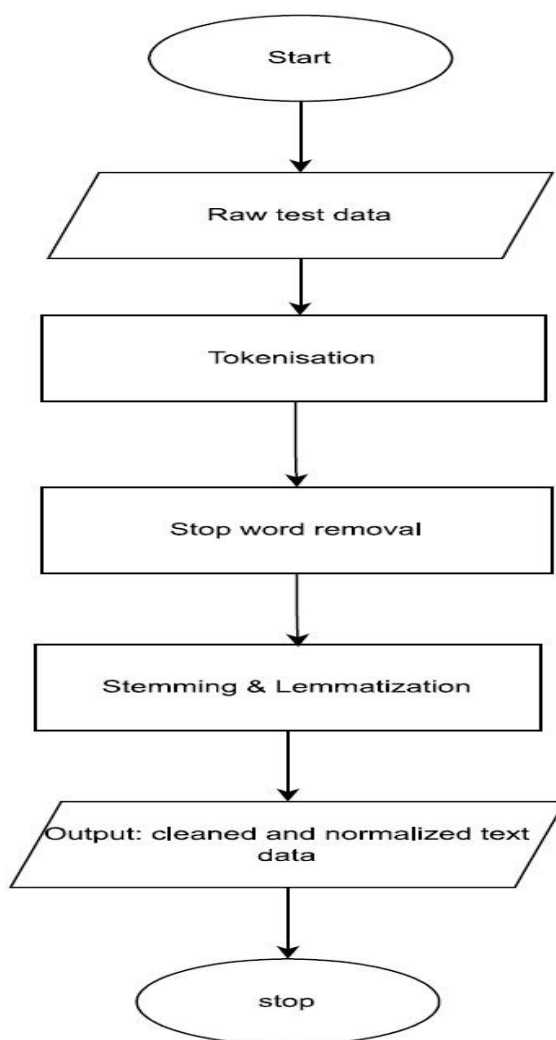 Start
Raw test data
Tokenisation
Stop word removal
Stemming & Lemmatization
Output: cleaned and normalized text
data
stop